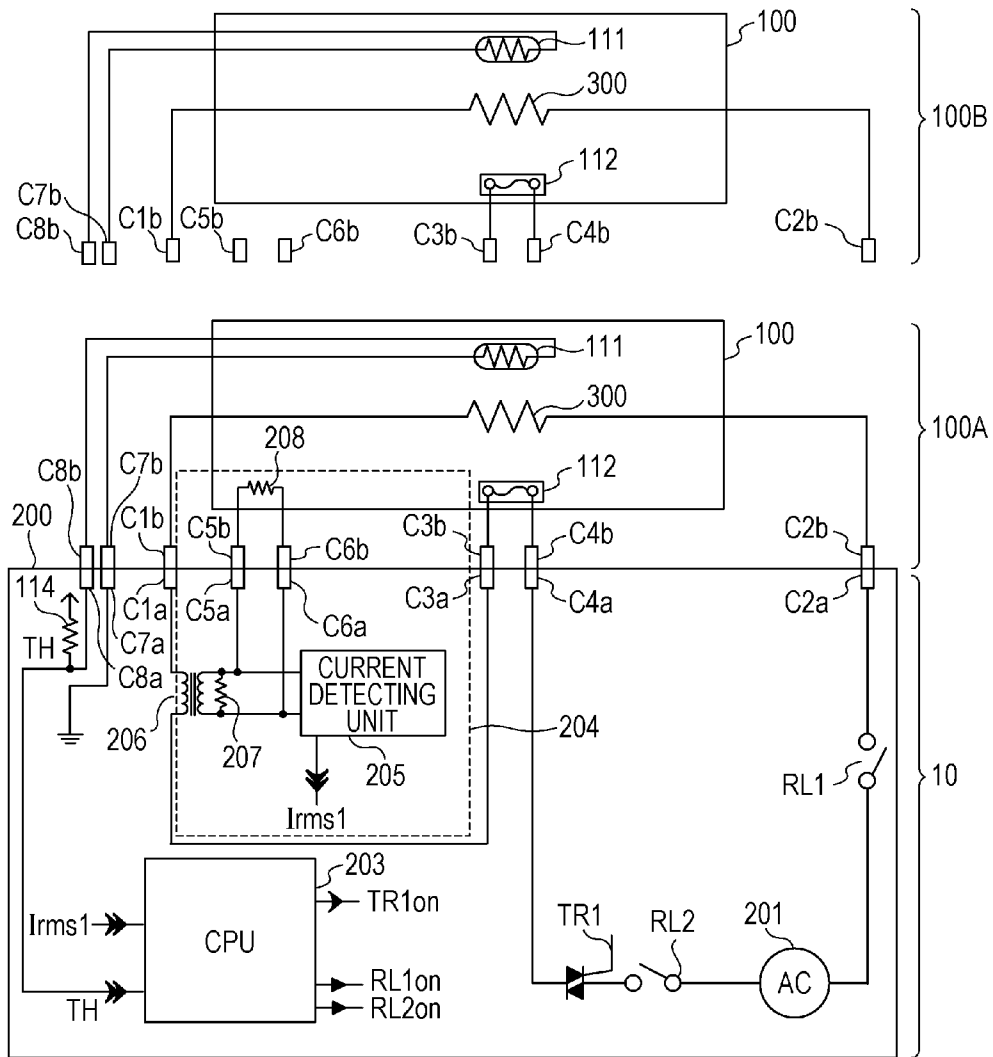 100
111
300
100B
112
C7b
C8b
C1b
C5b
C6b
C3b
C4b
C2b
100
111
300
100A
208
C7b
C8b
112
200
C1b
C5b
C6b
C3b
C4b
C2b
114
C1a
C5a
C6a
C3a
C4a
C2a
TH
C7a
C8a
CURRENT
DETECTING
UNIT
206
207
205
204
RL1
10
Irms1
203
TR1on
Irms1
CPU
TR1
RL2
201
AC
RL1on
TH
RL2on